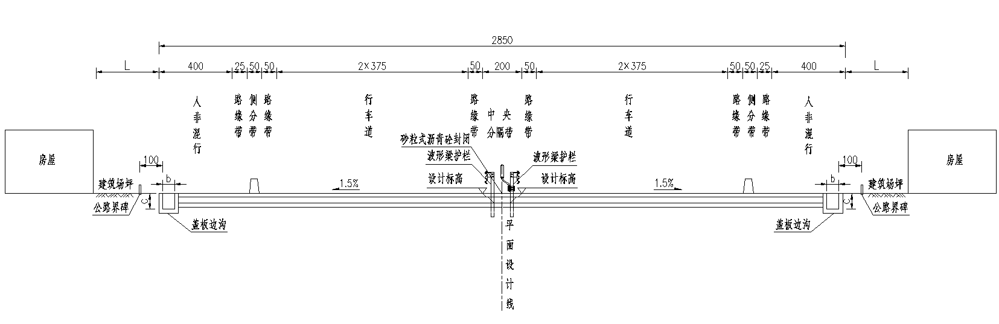 2850
L
400
25
50
50
2×375
50
200
50
2×375
50
50
25
400
L
人非混行
路缘带
侧分带
路缘带
行车道
路缘带
中央
分隔带
路缘带
行车道
路缘带
侧分带
路缘带
人非混行
砂粒式沥青砼封闭
波形梁护栏
波形梁护栏
房屋
房屋
100
100
b
b
设计标高
设计标高
建筑场坪
1.5%
1.5%
建筑场坪
公路界碑
C
C
公路界碑
盖板边沟
盖板边沟
平面设计线